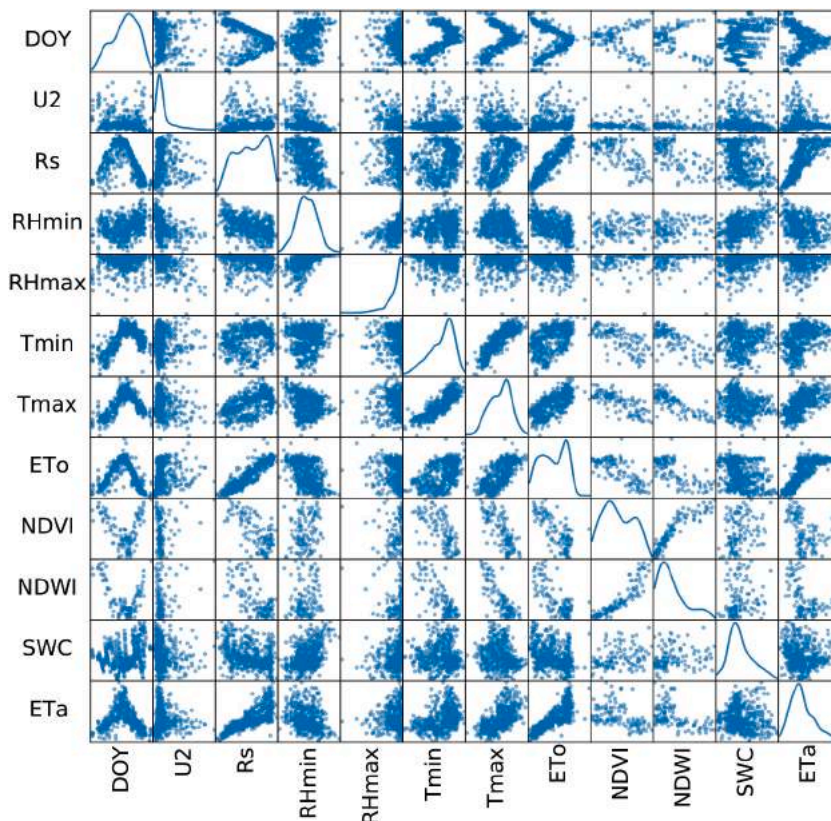 DOY
U2
Rs
RHmin
RHmax
Tmin
Tmax
ETo
NDVI
NDWI
SWC
ETa
DOY
U2
Rs
RHmin
RHmax
Tmin
Tmax
ETo
NDVI
NDWI
SWC
ETa